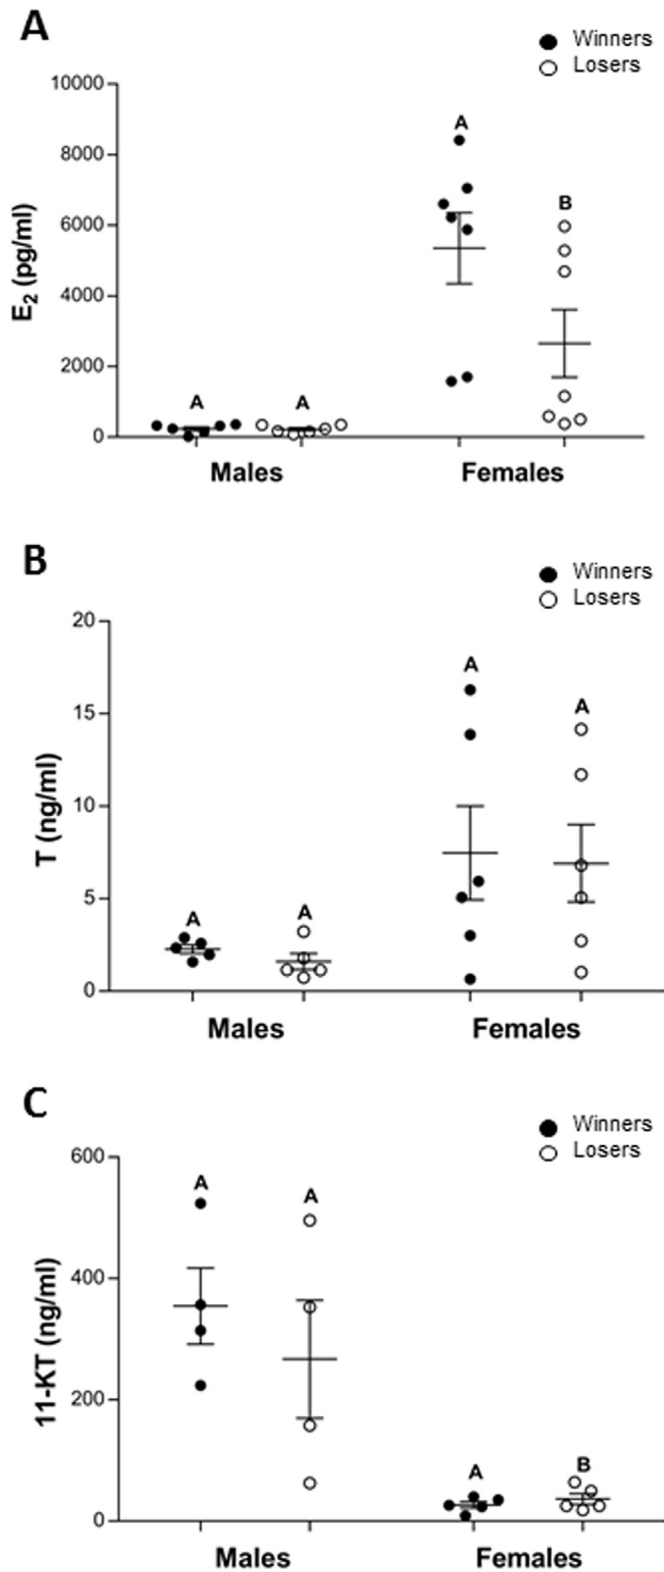 A
Winners
Losers
10000
8000
6000
4000
2000
0
E2 (pg/ml)
A
A
A
B
Males
Females
B
Winners
Losers
20
15
10
5
0
T (ng/ml)
A
A
A
A
Males
Females
C
Winners
Losers
600
400
200
0
11-KT (ng/ml)
A
A
A
B
Males
Females